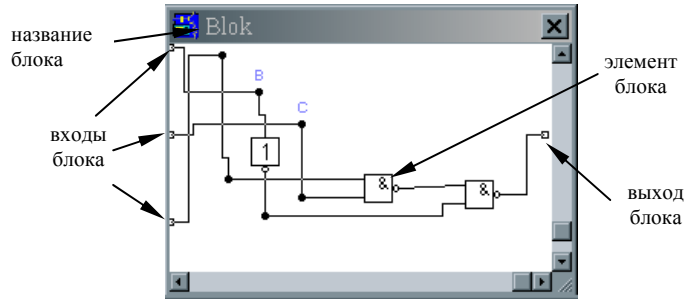 Blok
название
блока
элемент
блока
B
C
входы
блока
1
&
&
выход
блока